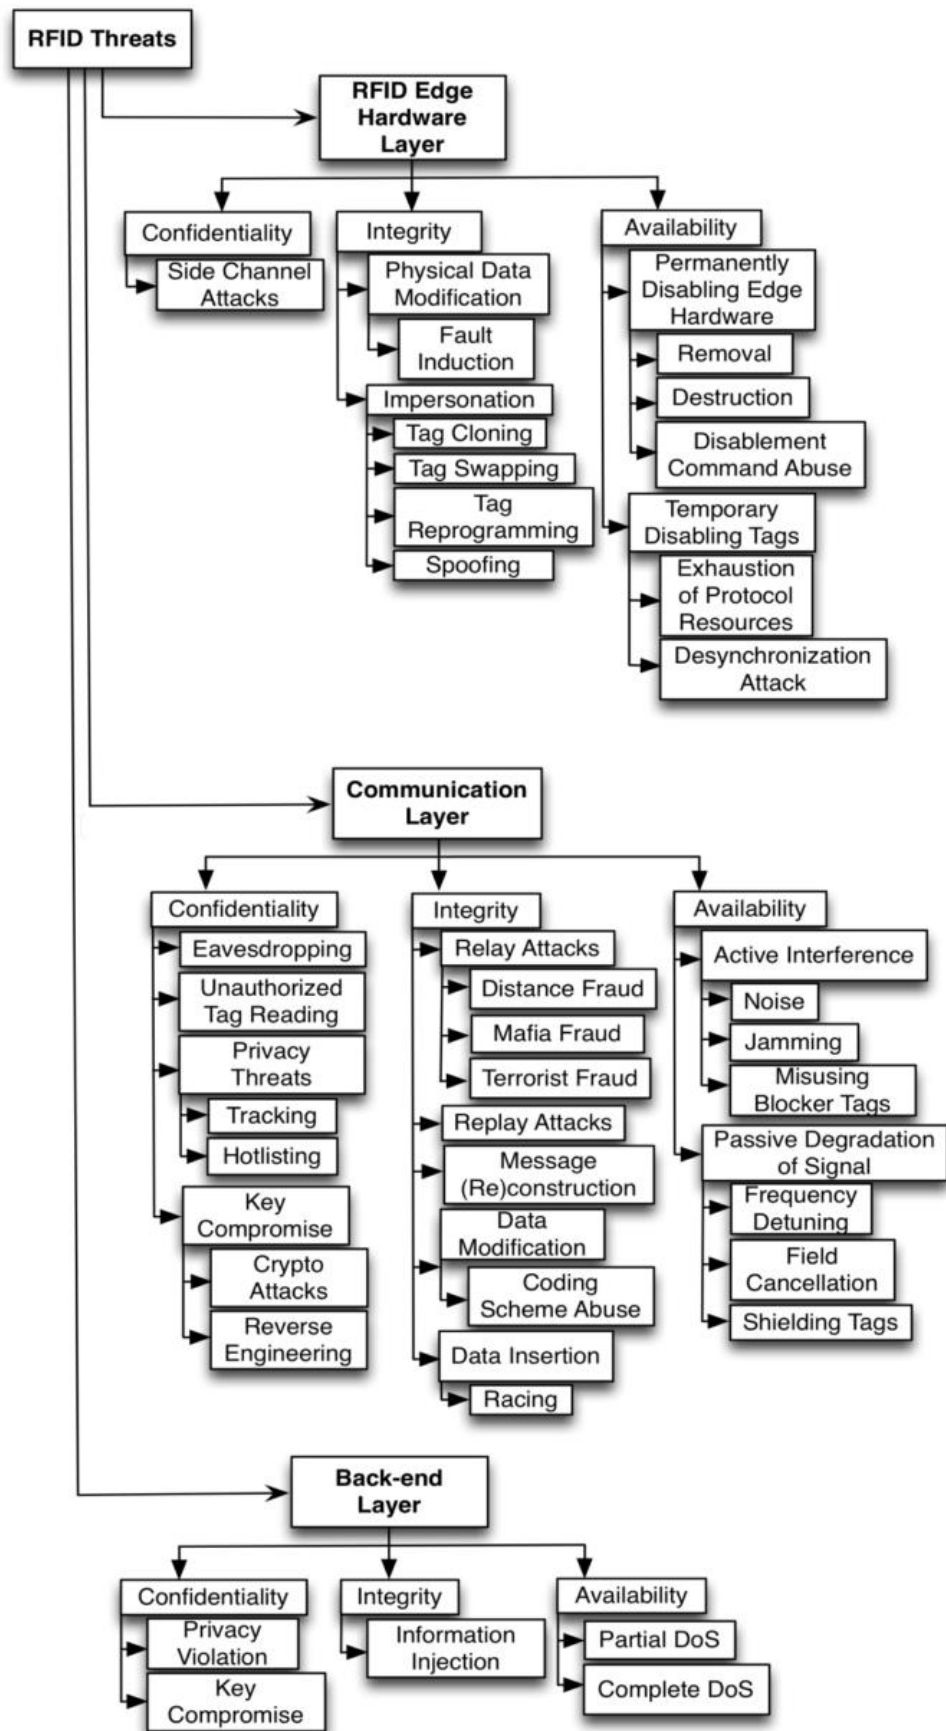 RFID Threats
RFID Edge
Hardware
Layer
Confidentiality
Side Channel
Attacks
Integrity
Physical Data
Modification
Fault
Induction
Impersonation
Tag Cloning
Tag Swapping
Tag
Reprogramming
Spoofing
Availability
Permanently
Disabling Edge
Hardware
Removal
Destruction
Disablement
Command Abuse
Temporary
Disabling Tags
Exhaustion
of Protocol
Resources
Desynchronization
Attack
Communication
Layer
Confidentiality
Eavesdropping
Unauthorized
Tag Reading
Privacy
Threats
Tracking
Hotlisting
Key
Compromise
Crypto
Attacks
Reverse
Engineering
Integrity
Relay Attacks
Distance Fraud
Mafia Fraud
Terrorist Fraud
Replay Attacks
Message
(Re)construction
Data
Modification
Coding
Scheme Abuse
Data Insertion
Racing
Availability
Active Interference
Noise
Jamming
Misusing
Blocker Tags
Passive Degradation
of Signal
Frequency
Detuning
Field
Cancellation
Shielding Tags
Back-end
Layer
Confidentiality
Privacy
Violation
Key
Compromise
Integrity
Information
Injection
Availability
Partial DoS
Complete DoS